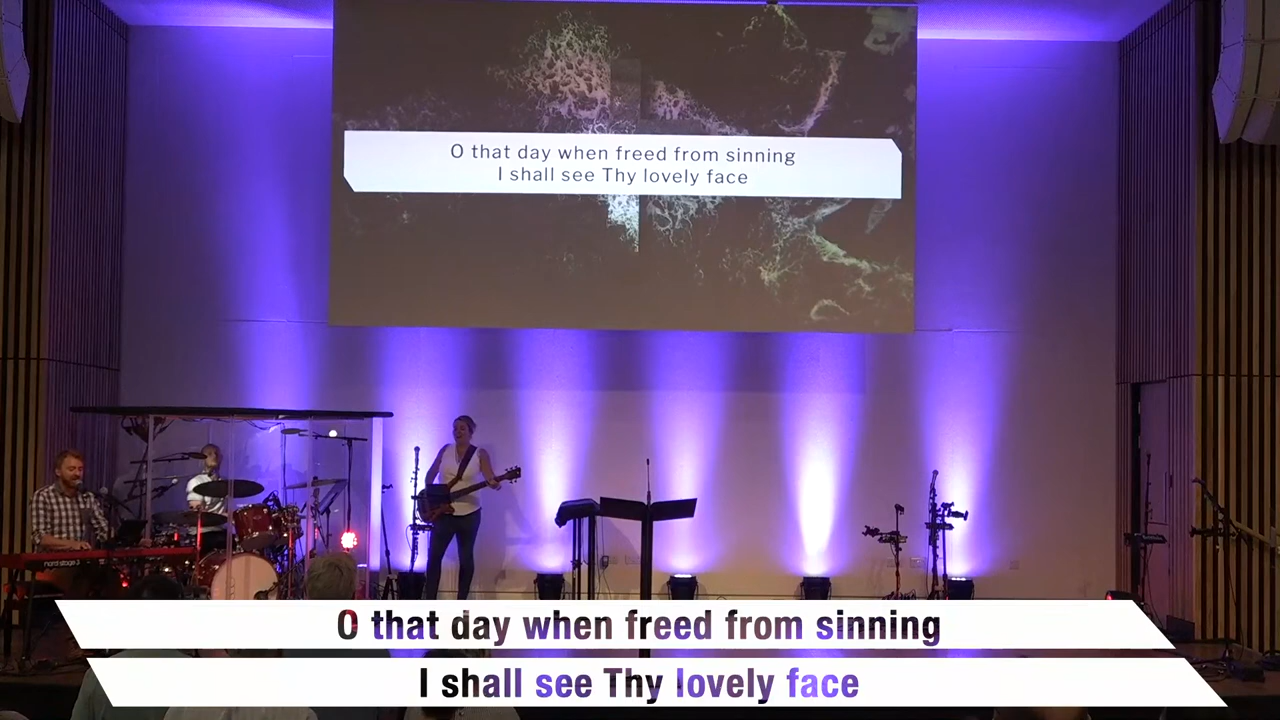 O that day when freed from sinning
I shall see Thy lovely face
nord stage 3
O that day when freed from sinning
I shall see Thy lovely face